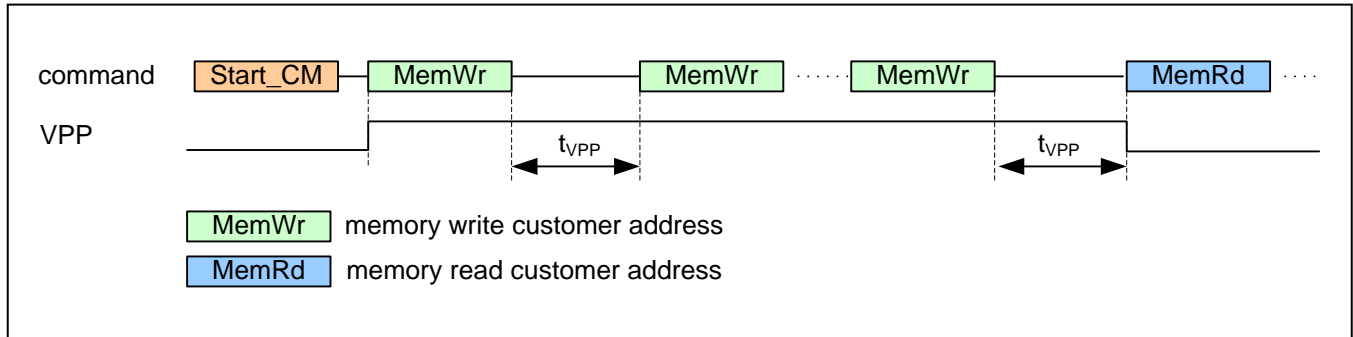 command Start_CM MemWr MemWr ...... MemWr MemRd ....
VPP
tVPP tVPP
MemWr memory write customer address
MemRd memory read customer address